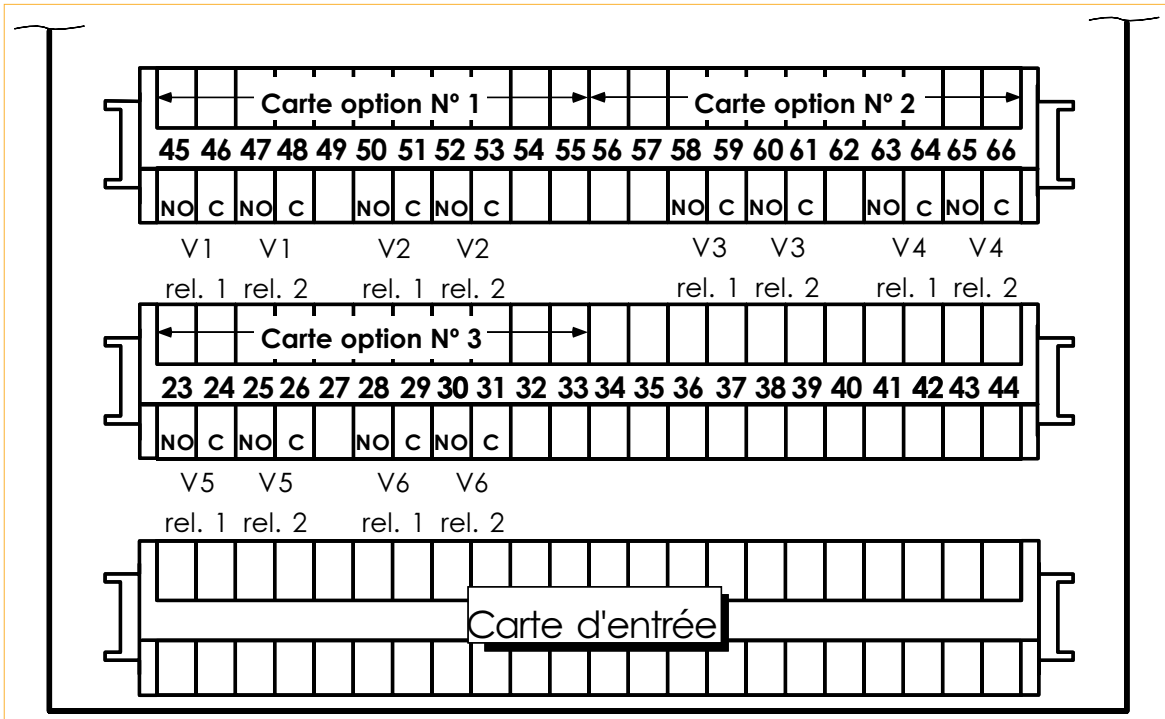 Carte option Nº 1 Carte option Nº 2
45 46 47 48 49 50 51 52 53 54 55 56 57 58 59 60 61 62 63 64 65 66
NO C NO C NO C NO C NO C NO C NO C NO C
V1 V1 V2 V2 V3 V3 V4 V4
rel. 1 rel. 2 rel. 1 rel. 2 rel. 1 rel. 2 rel. 1 rel. 2
Carte option Nº 3
23 24 25 26 27 28 29 30 31 32 33 34 35 36 37 38 39 40 41 42 43 44
NO C NO C NO C NO C
V5 V5 V6 V6
rel. 1 rel. 2 rel. 1 rel. 2
Carte d'entrée